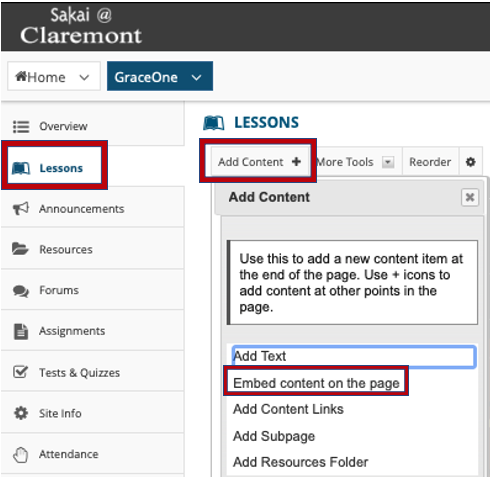 Sakai @
Claremont
Home
GraceOne
Overview
Lessons
Announcements
Resources
Forums
Assignments
Tests & Quizzes
Site Info
Attendance
LESSONS
Add Content + More Tools Reorder
Add Content
Use this to add a new content item at
the end of the page. Use + icons to
add content at other points in the
page.
Add Text
Embed content on the page
Add Content Links
Add Subpage
Add Resources Folder